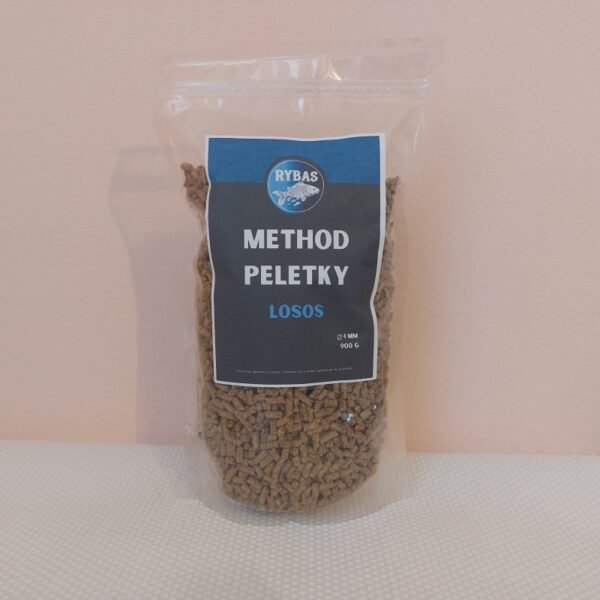 RYBAS
METHOD
PELETKY
LOSOS
Ø 4 MM
900 G